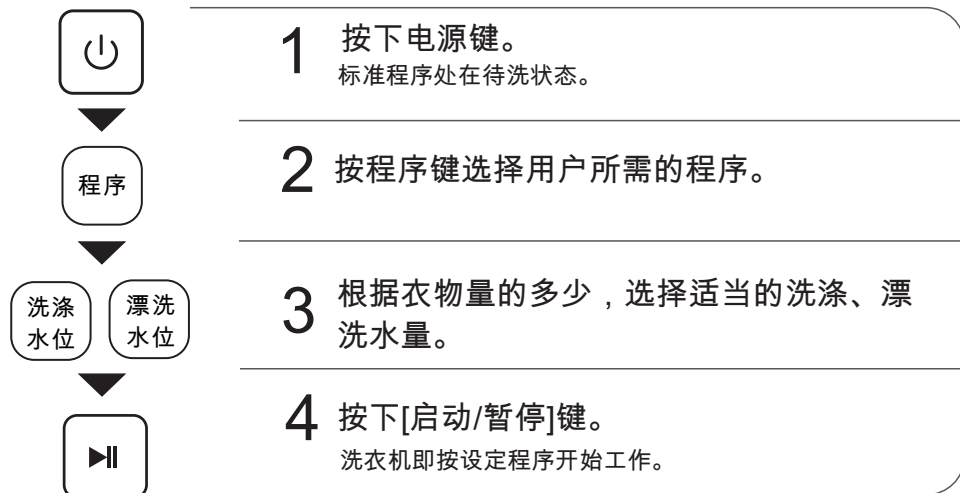 1 按下电源键。
标准程序处在待洗状态。
程序
2 按程序键选择用户所需的程序。
洗涤
水位
漂洗
水位
3 根据衣物量的多少，选择适当的洗涤、漂
洗水量。
4 按下[启动/暂停]键。
洗衣机即按设定程序开始工作。